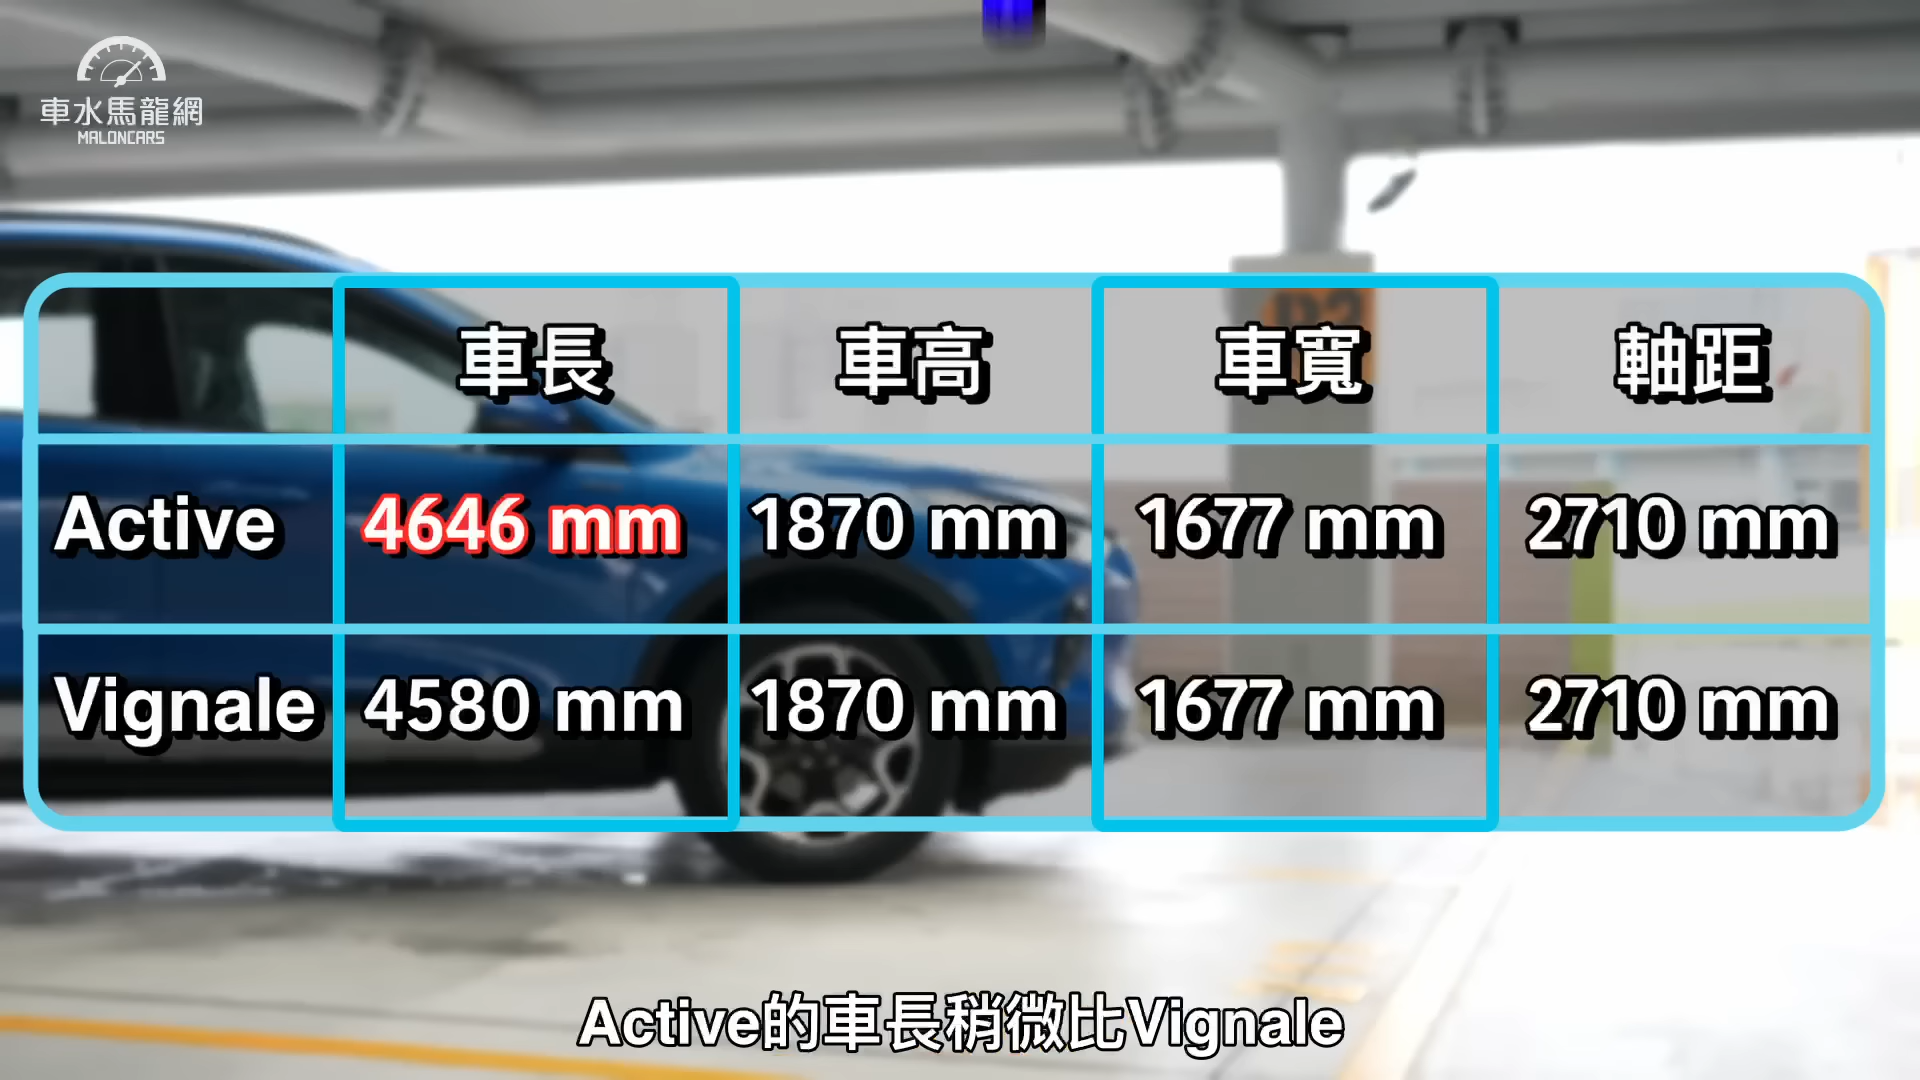 車水馬龍網
MALONCARS
車長 車高 車寬 軸距
Active 4646 mm 1870 mm 1677 mm 2710 mm
Vignale 4580 mm 1870 mm 1677 mm 2710 mm
Active的車長稍微比Vignale